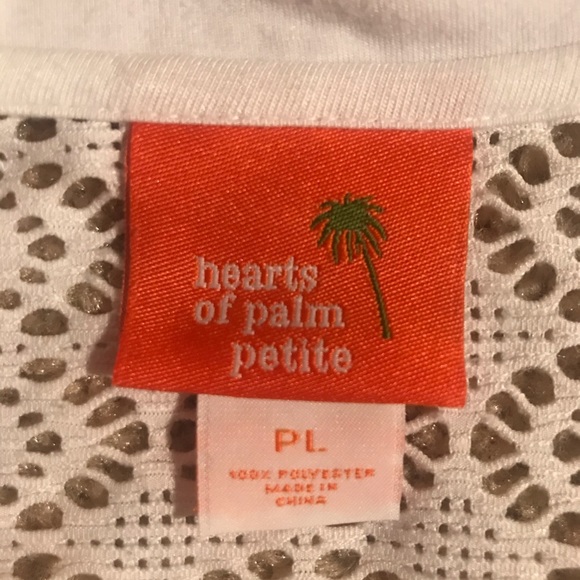 hearts
of palm
petite
PL
100% POLYESTER
MADE IN
CHINA